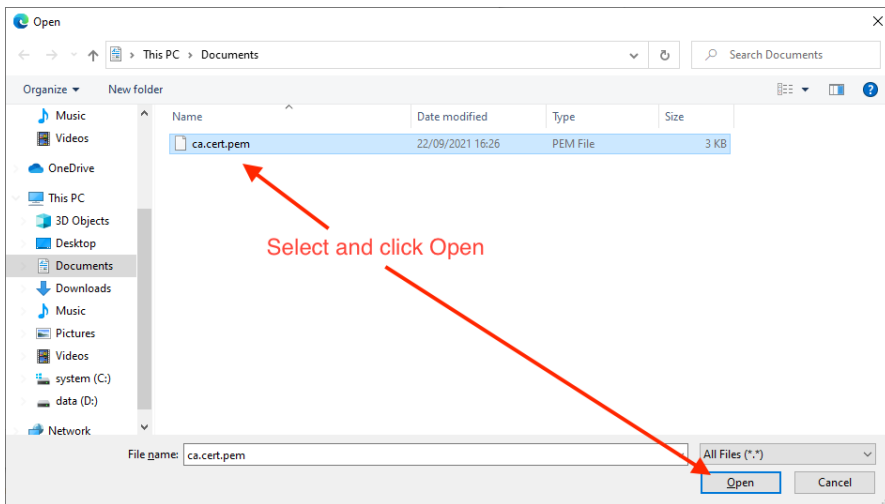 Open
This PC > Documents
Search Documents
Organize
New folder
Music
Videos
OneDrive
This PC
3D Objects
Desktop
Documents
Downloads
Music
Pictures
Videos
system (C:)
data (D:)
Network
Name Date modified Type Size
ca.cert.pem 22/09/2021 16:26 PEM File 3 KB
Select and click Open
File name: ca.cert.pem All Files (*.*)
Open Cancel